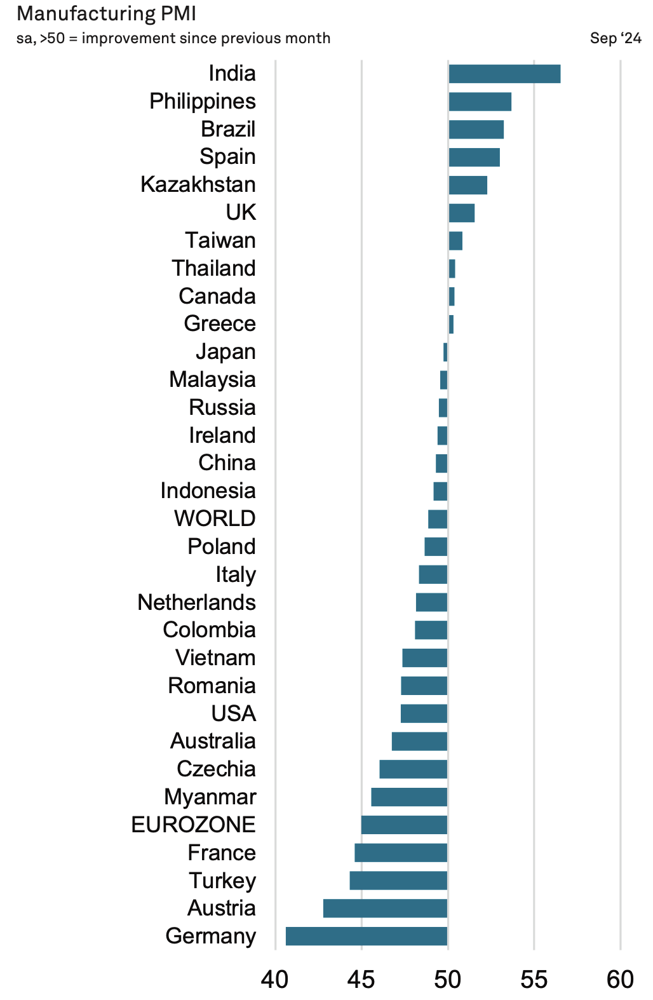 Manufacturing PMI
sa, >50 = improvement since previous month
Sep ‘24
India
Philippines
Brazil
Spain
Kazakhstan
UK
Taiwan
Thailand
Canada
Greece
Japan
Malaysia
Russia
Ireland
China
Indonesia
WORLD
Poland
Italy
Netherlands
Colombia
Vietnam
Romania
USA
Australia
Czechia
Myanmar
EUROZONE
France
Turkey
Austria
Germany
40 45 50 55 60